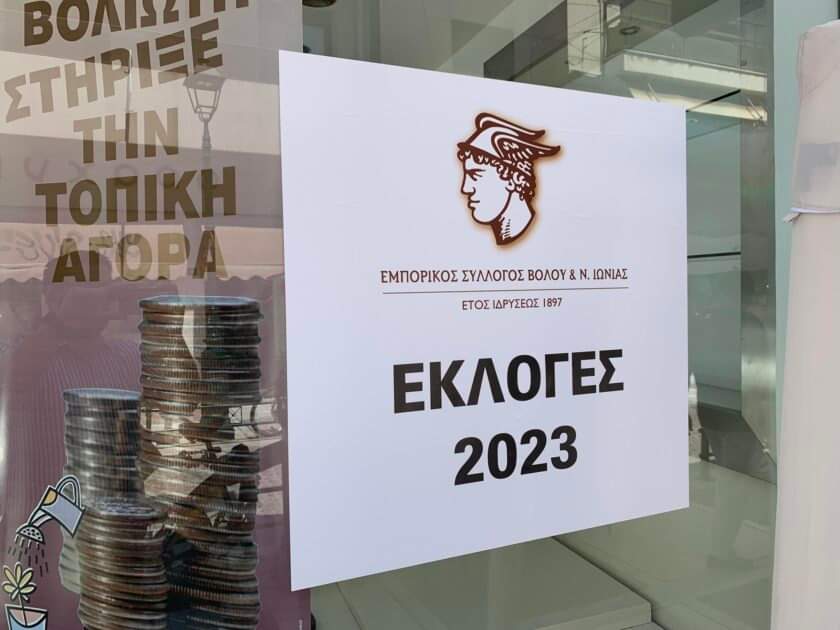 ΒΟΛΙΩΤΗ
ΣΤΗΡΙΞΕ
ΤΗΝ
ΤΟΠΙΚΗ
ΑΓΟΡΑ
ΕΜΠΟΡΙΚΟΣ ΣΥΛΛΟΓΟΣ ΒΟΛΟΥ & Ν. ΙΩΝΙΑΣ
ΕΤΟΣ ΙΔΡΥΣΕΩΣ 1897
ΕΚΛΟΓΕΣ
2023